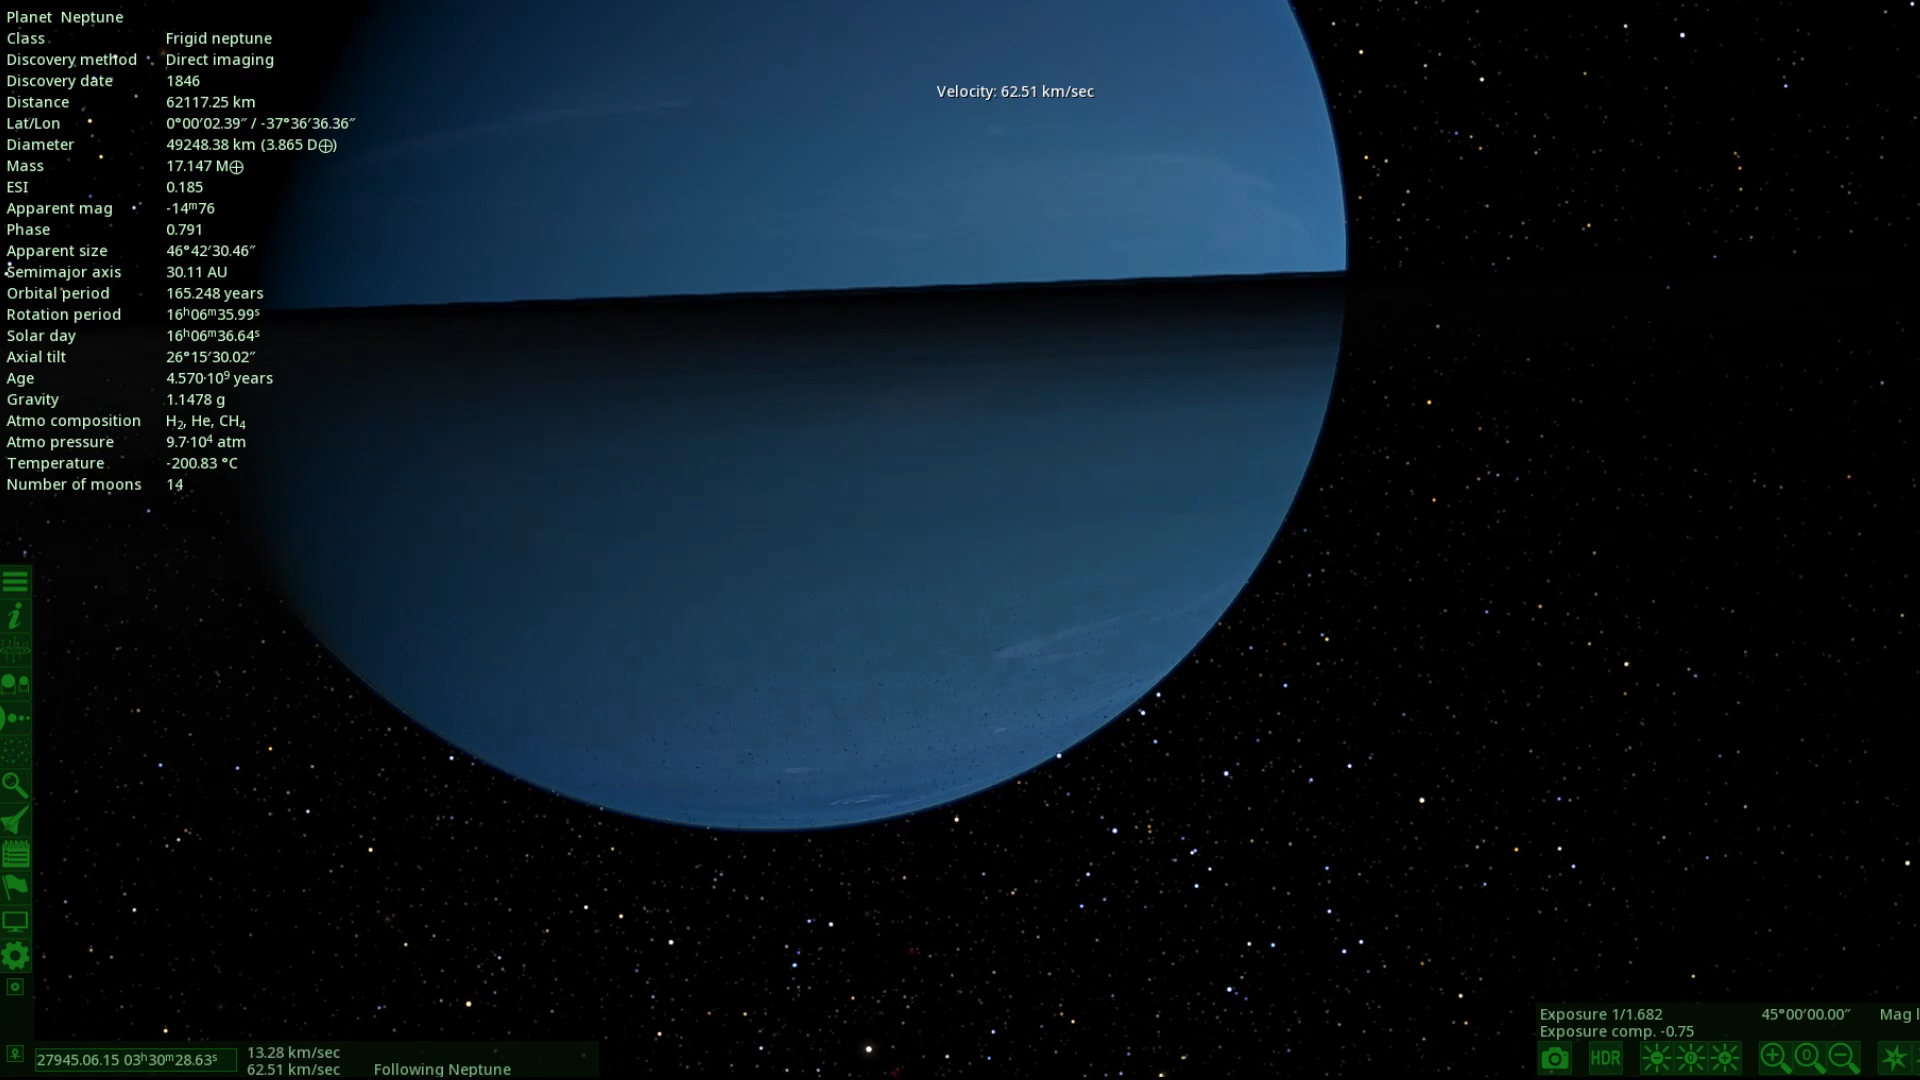 Planet Neptune
Class Frigid neptune
Discovery method Direct imaging
Discovery date 1846
Distance 62117.25 km
Lat/Lon 0°00′02.39″ / -37°36′36.36″
Diameter 49248.38 km (3.865 D⊕)
Mass 17.147 M⊕
ESI 0.185
Apparent mag -14ᵐ76
Phase 0.791
Apparent size 46°42′30.46″
Semimajor axis 30.11 AU
Orbital period 165.248 years
Rotation period 16ʰ06ᵐ35.99ˢ
Solar day 16ʰ06ᵐ36.64ˢ
Axial tilt 26°15′30.02″
Age 4.570·10⁹ years
Gravity 1.1478 g
Atmo composition H₂, He, CH₄
Atmo pressure 9.7·10⁴ atm
Temperature -200.83 °C
Number of moons 14
Velocity: 62.51 km/sec
27945.06.15 03ʰ30ᵐ28.63ˢ
13.28 km/sec
62.51 km/sec
Following Neptune
Exposure 1/1.682 45°00′00.00″ Mag
Exposure comp. -0.75
HDR